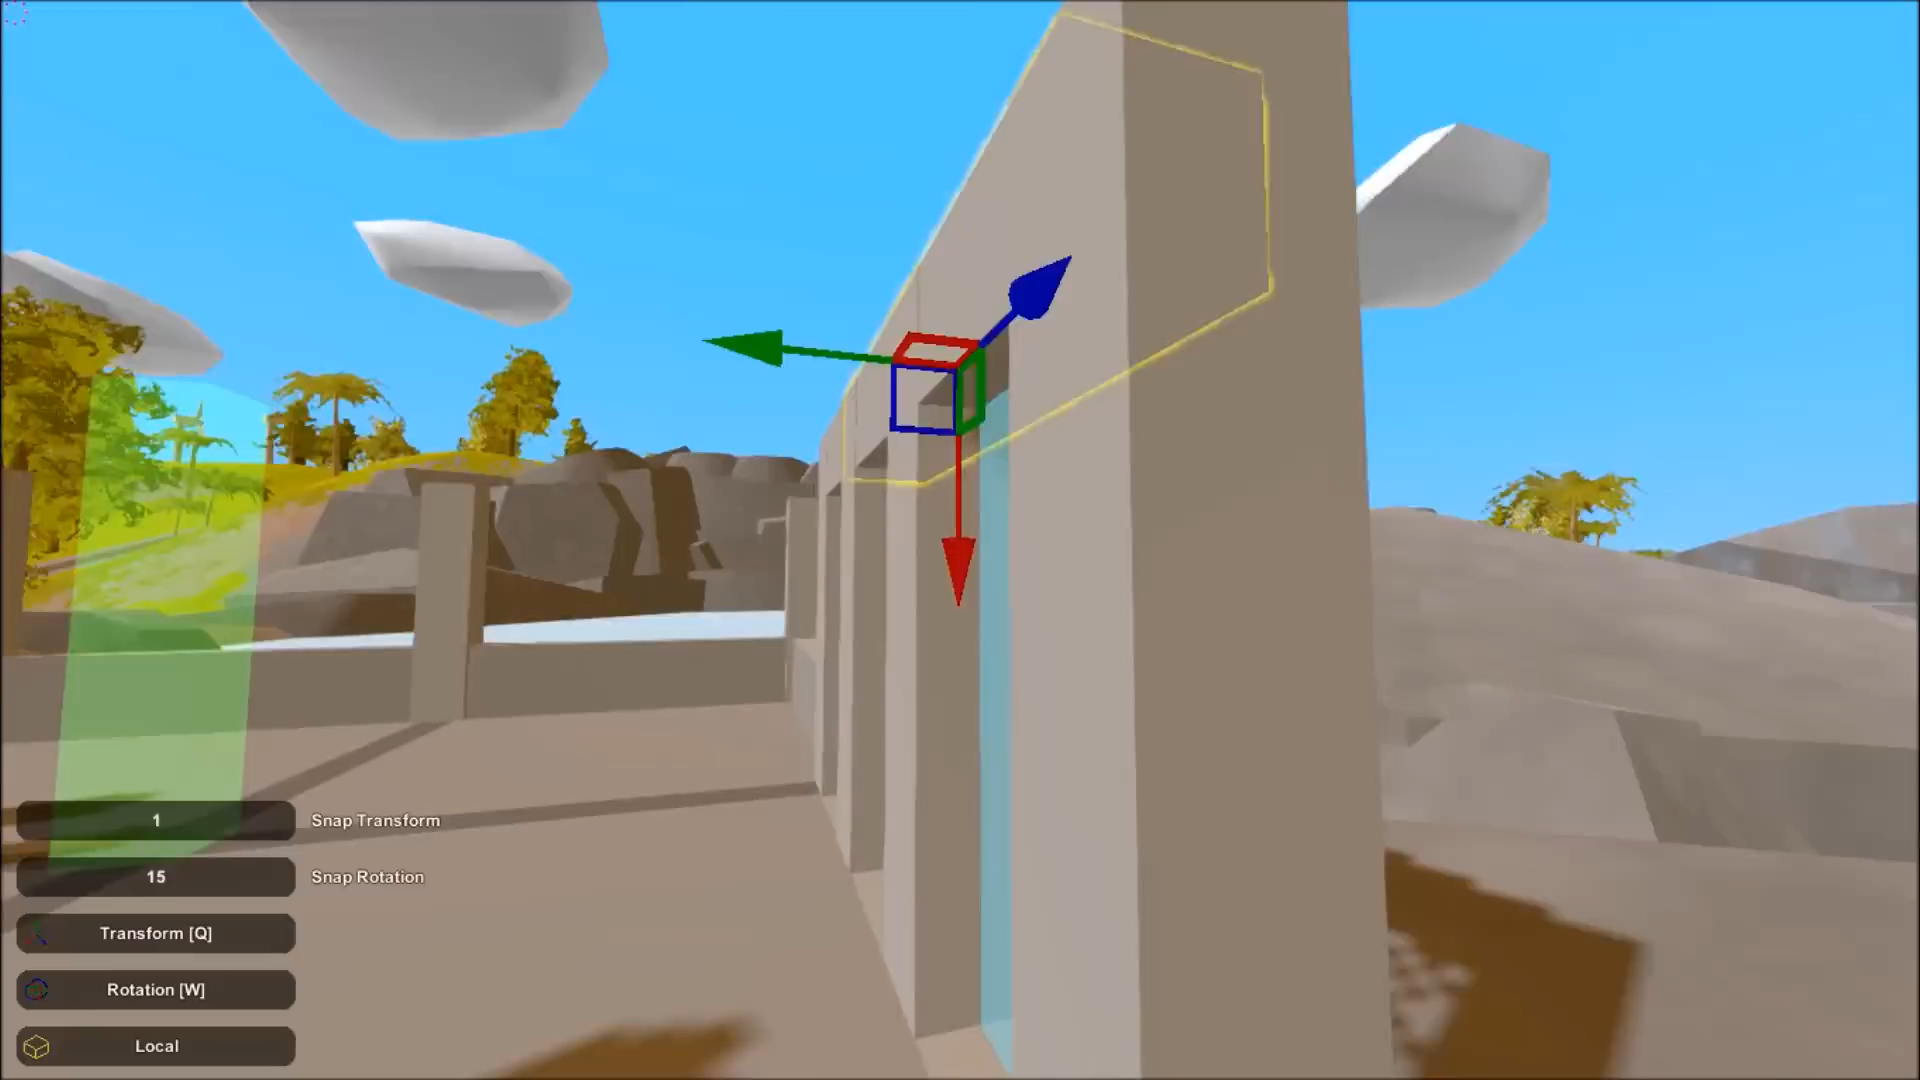 1
Snap Transform
15
Snap Rotation
Transform [Q]
Rotation [W]
Local